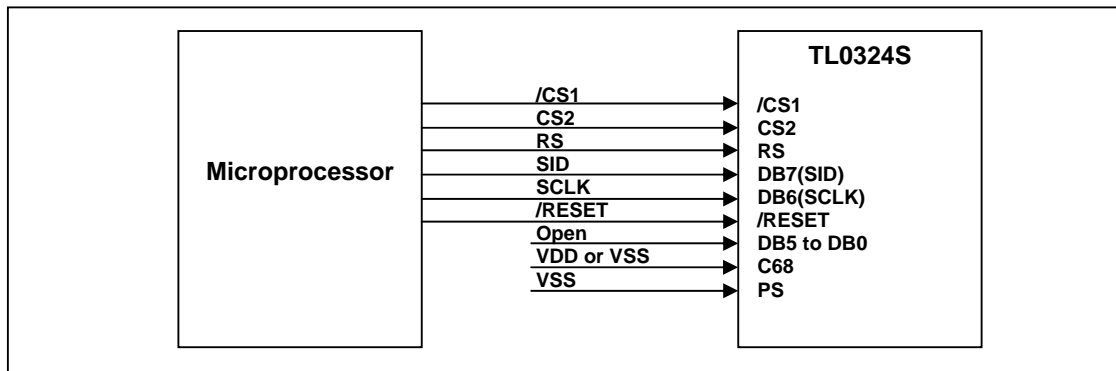 TL0324S
/CS1
/CS1
CS2
CS2
RS
RS
Microprocessor
SID
DB7(SID)
SCLK
DB6(SCLK)
/RESET
/RESET
Open
DB5 to DB0
VDD or VSS
C68
VSS
PS